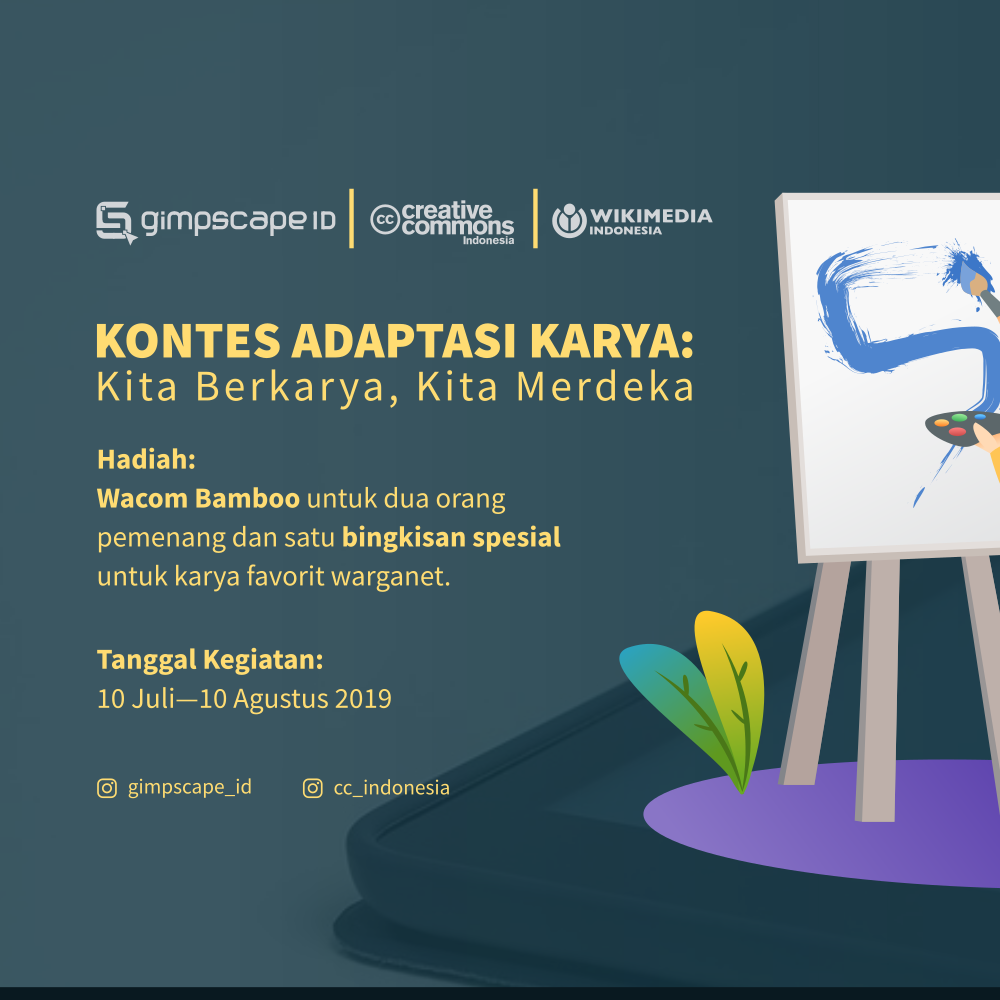 gimpscape ID
cc creative commons Indonesia
WIKIMEDIA INDONESIA
KONTES ADAPTASI KARYA:
Kita Berkarya, Kita Merdeka
Hadiah:
Wacom Bamboo untuk dua orang
pemenang dan satu bingkisan spesial
untuk karya favorit warganet.
Tanggal Kegiatan:
10 Juli—10 Agustus 2019
gimpscape_id
cc_indonesia